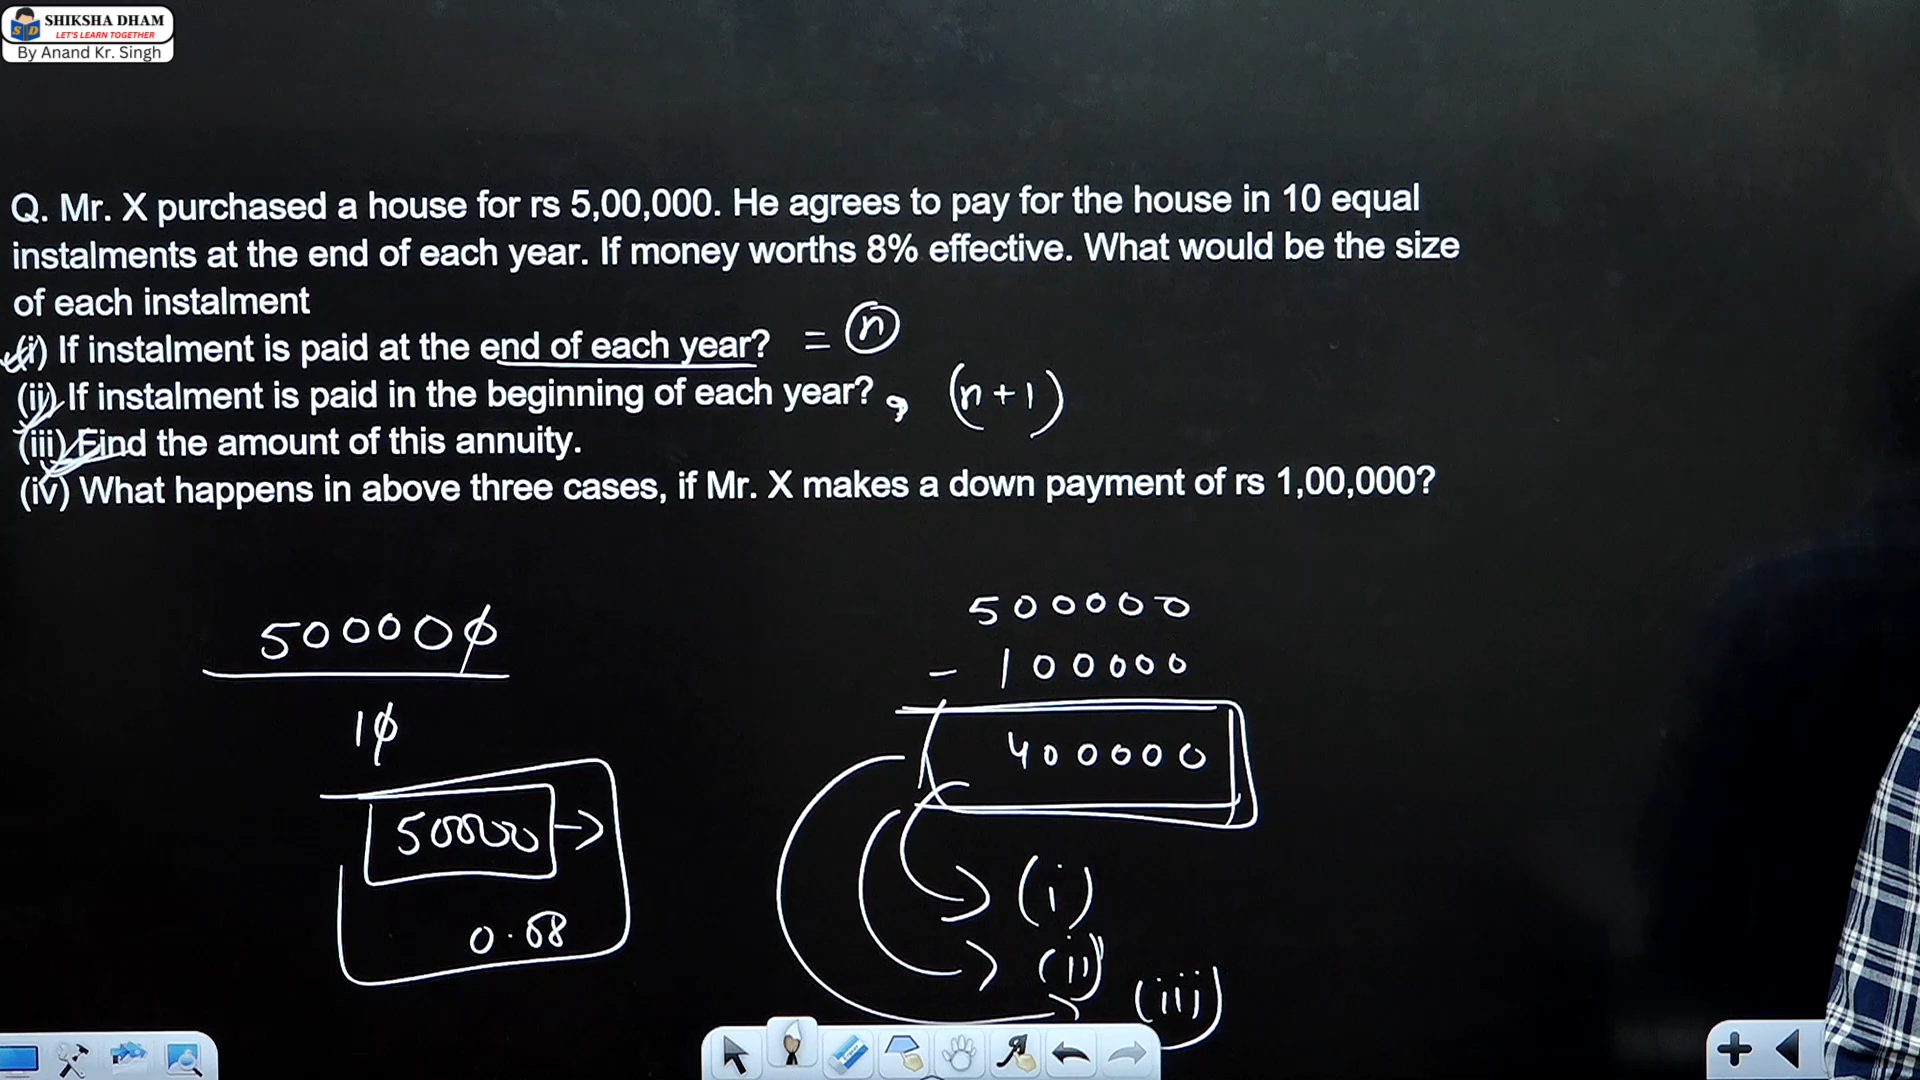 SHIKSHA DHAM
LET'S LEARN TOGETHER
By Anand Kr. Singh
Q. Mr. X purchased a house for rs 5,00,000. He agrees to pay for the house in 10 equal
instalments at the end of each year. If money worths 8% effective. What would be the size
of each instalment
(i) If instalment is paid at the end of each year? = n
(ii) If instalment is paid in the beginning of each year? , (n+1)
(iii) Find the amount of this annuity.
(iv) What happens in above three cases, if Mr. X makes a down payment of rs 1,00,000?
500000
10
50000 →
0.08
500000
- 100000
400000
(i)
(ii)
(iii)